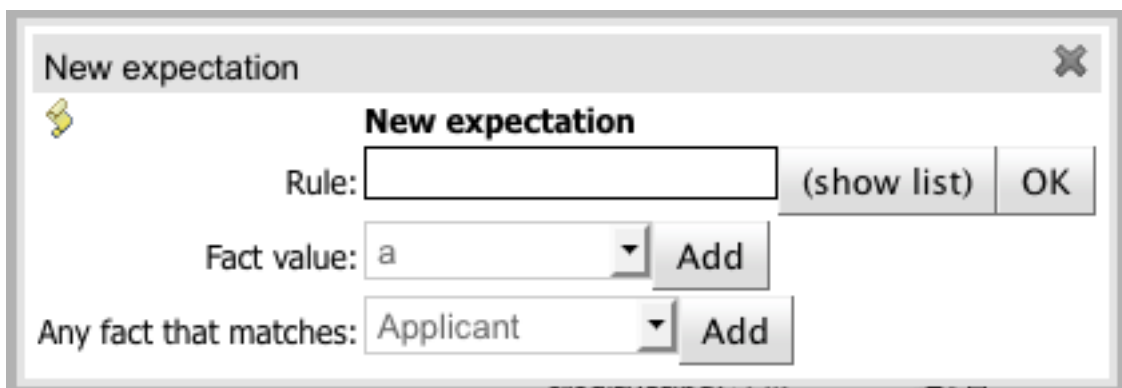 New expectation
New expectation
Rule: (show list) OK
Fact value: a Add
Any fact that matches: Applicant Add